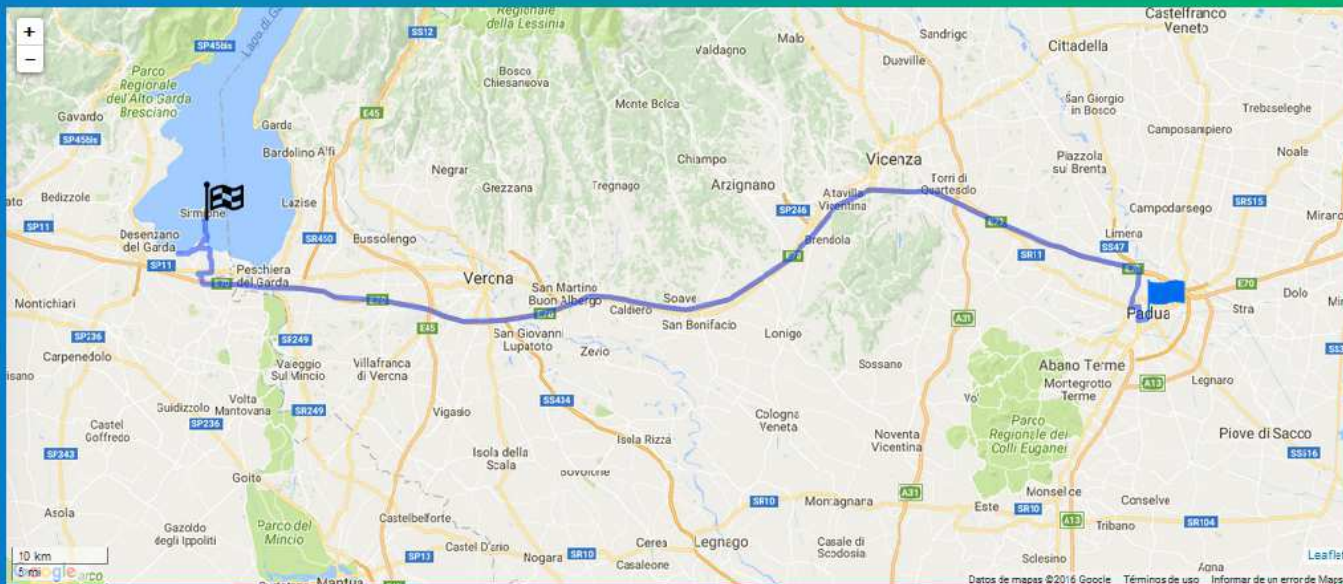 +
−
SP45bis
Lago di
Regionale
della Lessinia
SS12
Valdagno
Malo
Sandrigo
Dueville
Castelfranco
Veneto
Cittadella
Parco
Regionale
dell'Alto Garda
Bresciano
Gavardo
SP45bis
Garda
Bardolino
Bosco
Chiesanuova
Monte Bolca
E45
San Giorgio
in Bosco
Trebaseleghe
Camposampiero
Noale
Bedizzole
Sirmione
Lazise
Negrar
Grezzana
Tregnago
Chiampo
Arzignano
Vicenza
Torri di
Quartesolo
Piazzola
sul Brenta
SR515
SP11
Desenzano
del Garda
SP11
SR450
Bussolengo
SP246
Altavilla
Vicentina
Brendola
Campodarsego
Limena
SS47
SR11
Peschiera
del Garda
E70
Verona
San Martino
Buon Albergo
E70
Caldiero
Soave
San Bonifacio
Lonigo
E70
Dolo
Stra
Padua
Montichiari
SP236
Carpenedolo
E45
San Giovanni
Lupatoto
Zevio
A31
SR249
Valeggio
Sul Mincio
Villafranca
di Verona
Sossano
Abano Terme
Montegrotto
Terme
A13
Legnaro
Guidizzolo
Volta
Mantovana
SR249
SP236
Vigasio
SS434
Cologna
Veneta
Parco
Regionale dei
Colli Euganei
Castel
Goffredo
Isola Rizza
Noventa
Vicentina
Piove di Sacco
SP343
Isola della
Scala
Bovolone
SS516
Goito
A31
Monselice
SR10
Montagnara
Este
SR10
Conselve
Asola
Gazoldo
degli Ippoliti
Parco del
Mincio
Castelbelforte
A13
Tribano
SR104
10 km
5 mi
Google
SP13
Castel D'ario
Nogara
SR10
Cerea
Casaleone
Legnago
Casale di
Scodosia
Solesino
Agna
Leaflet
Mantua
Datos de mapas ©2016 Google
Términos de uso
Informar de un error de Maps